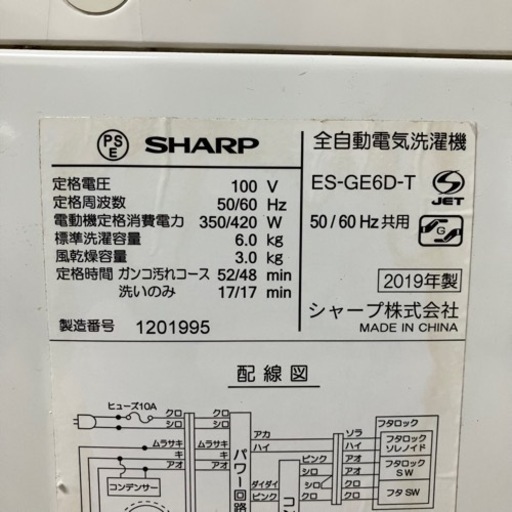 PS E
SHARP
全自動電気洗濯機
定格電圧 100 V
定格周波数 50/60 Hz
電動機定格消費電力 350/420 W
標準洗濯容量 6.0 kg
風乾燥容量 3.0 kg
定格時間 ガンコ汚れコース 52/48 min
洗いのみ 17/17 min
製造番号 1201995
ES-GE6D-T
S JET
50/60 Hz共用
G
2019年製
シャープ株式会社
MADE IN CHINA
配線図
ヒューズ10A
クロ
シロ
クロ
シロ
ムラサキ
キ
アオ
ムラサキ
キ
アオ
コンデンサー
パワー回路
アカ
ハイ
ピンク
シロ
ダイダイ
ピンク
コン
ソラ
ハイ
ピンク
アオ
シロ
アオ
シロ
フタロック
フタロック
ソレノイド
フタロック
SW
フタSW